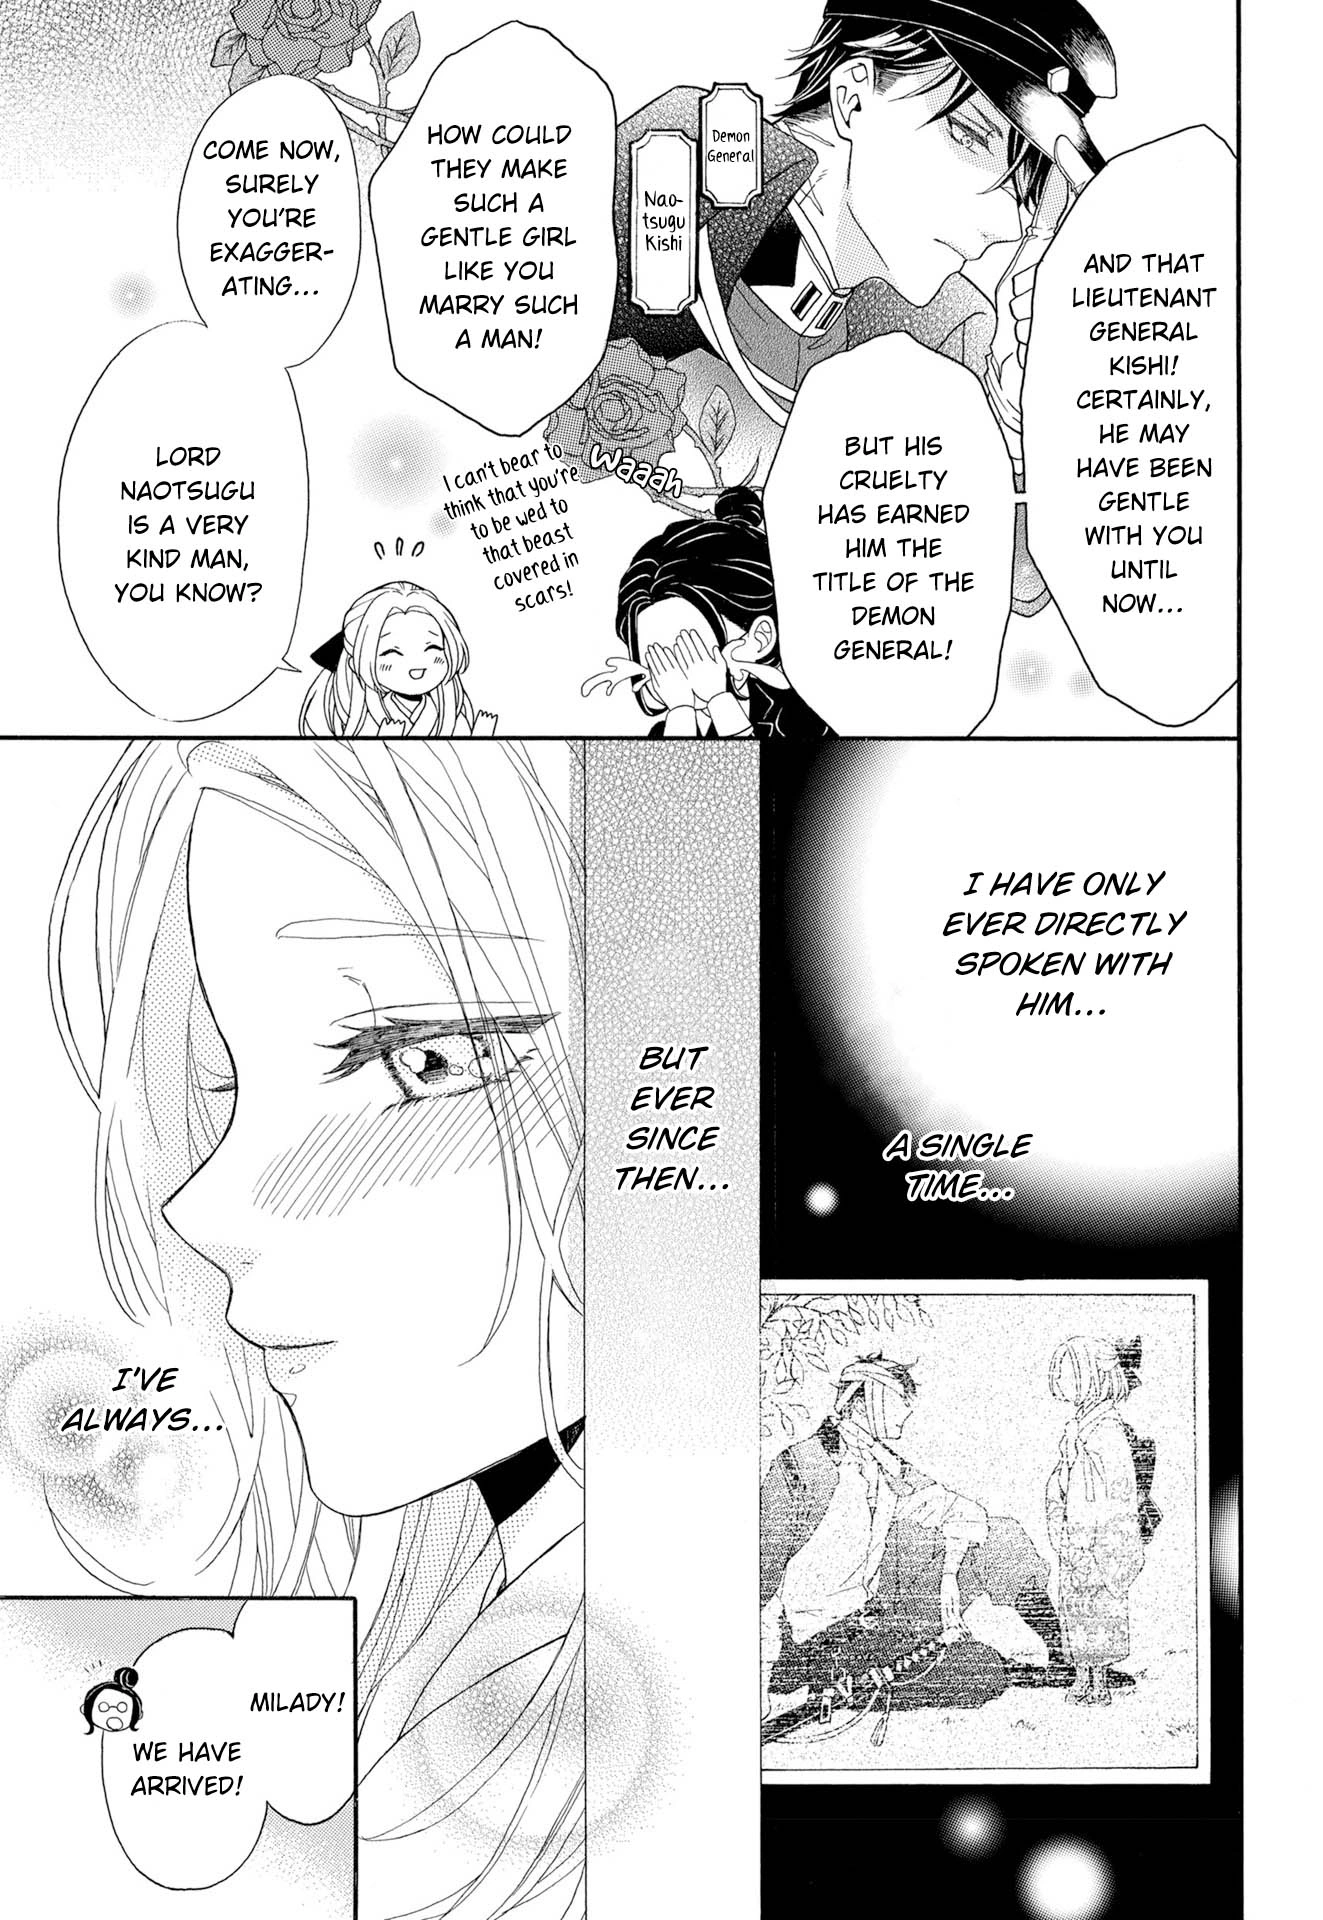 AND THAT
LIEUTENANT
GENERAL
KISHI!
CERTAINLY,
HE MAY
HAVE BEEN
GENTLE
WITH YOU
UNTIL
NOW...
BUT HIS
CRUELTY
HAS EARNED
HIM THE
TITLE OF THE
DEMON
GENERAL!
Demon
General
Nao-
tsugu
Kishi
HOW COULD
THEY MAKE
SUCH A
GENTLE GIRL
LIKE YOU
MARRY SUCH
A MAN!
Waaah
I can't bear to
think that you're
to be wed to
that beast
covered in
scars!
COME NOW,
SURELY
YOU'RE
EXAGGER-
ATING...
LORD
NAOTSUGU
IS A VERY
KIND MAN,
YOU KNOW?
I HAVE ONLY
EVER DIRECTLY
SPOKEN WITH
HIM...
A SINGLE
TIME...
BUT
EVER
SINCE
THEN...
I'VE
ALWAYS...
MILADY!
WE HAVE
ARRIVED!